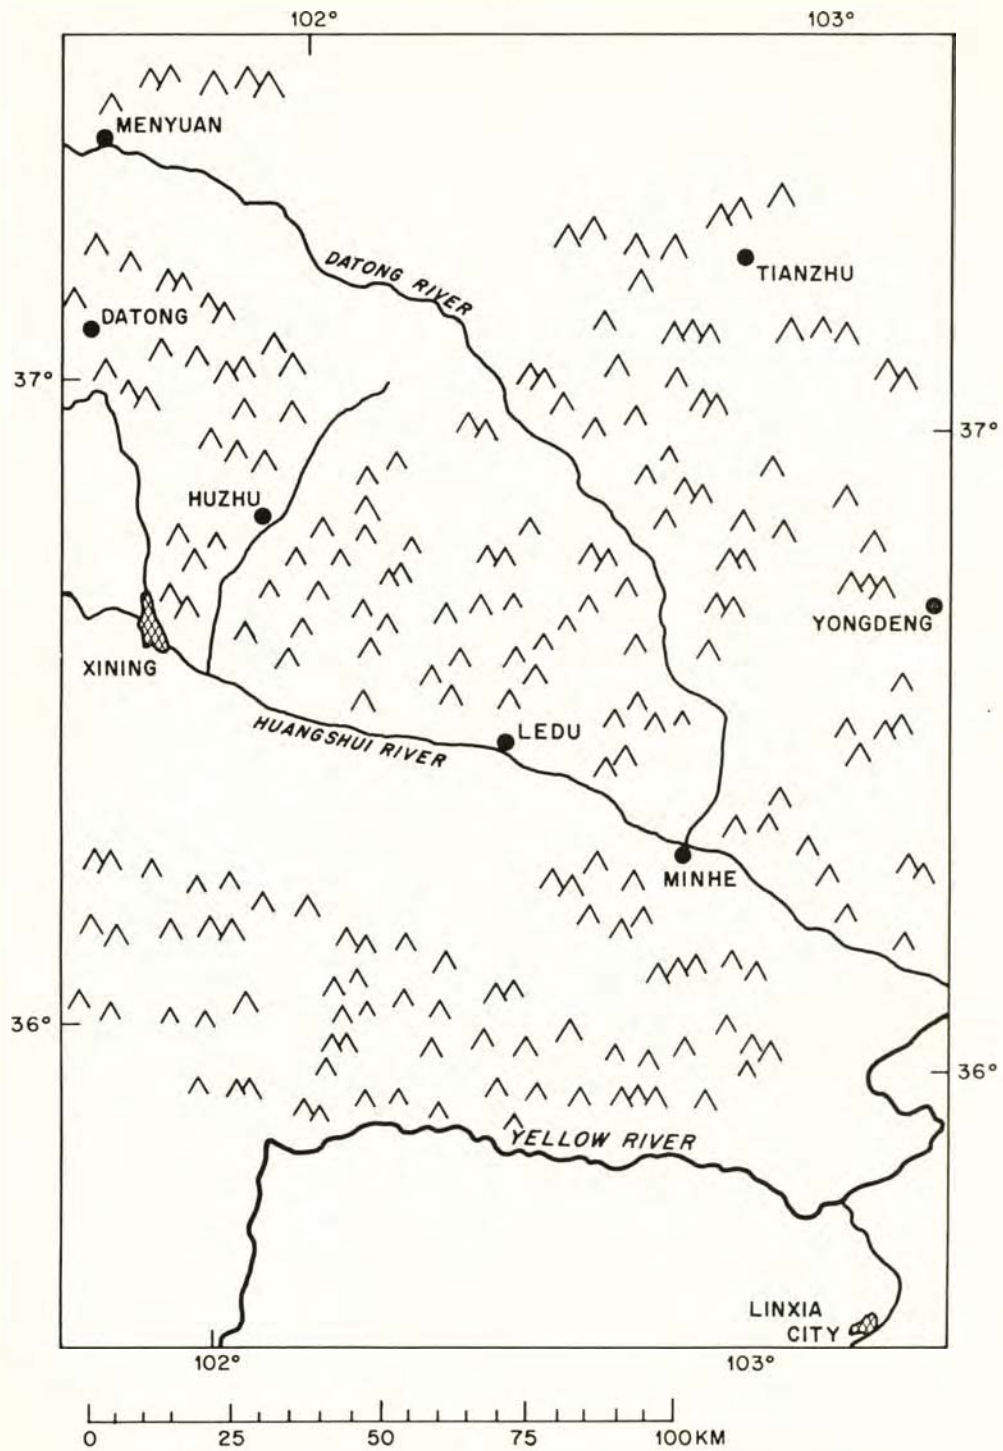 102°
103°
MENYUAN
DATONG RIVER
TIANZHU
DATONG
37°
37°
HUZHU
YONGDENG
XINING
HUANGSHUI RIVER
LEDU
MINHE
36°
36°
YELLOW RIVER
LINXIA
CITY
102°
103°
0 25 50 75 100KM